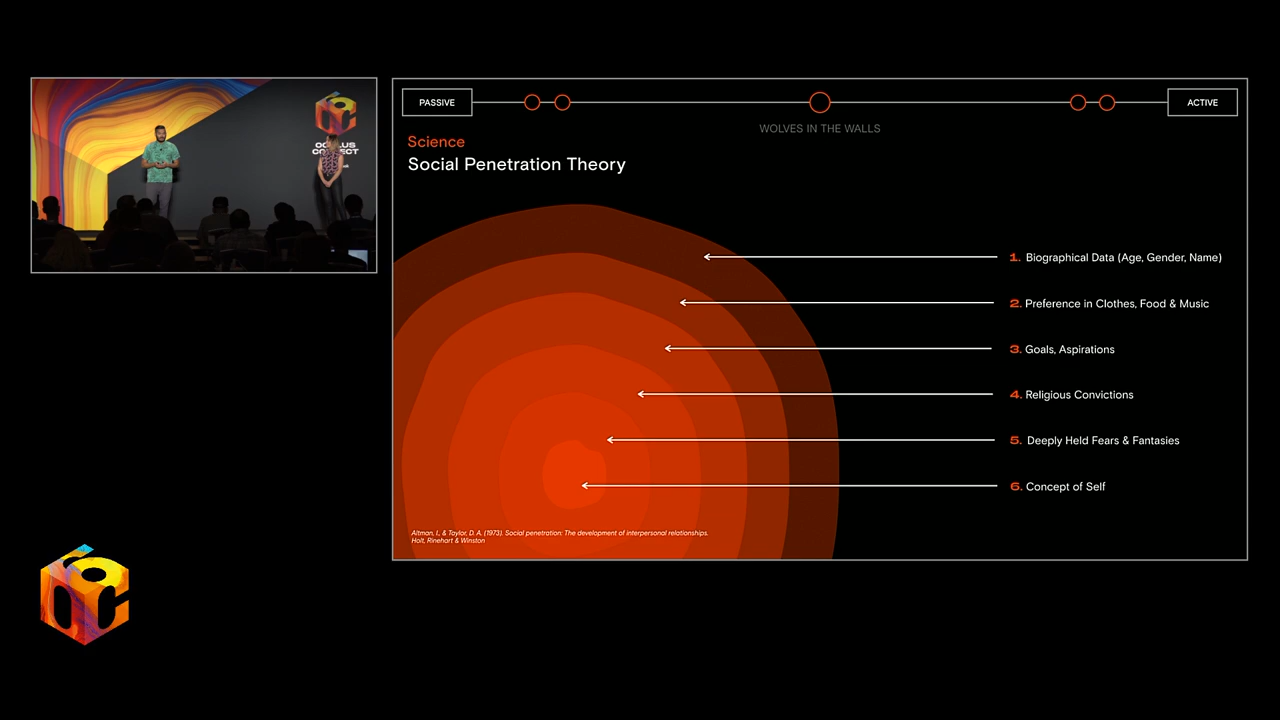 OCULUS
CONNECT
PASSIVE
ACTIVE
WOLVES IN THE WALLS
Science
Social Penetration Theory
1. Biographical Data (Age, Gender, Name)
2. Preference in Clothes, Food & Music
3. Goals, Aspirations
4. Religious Convictions
5. Deeply Held Fears & Fantasies
6. Concept of Self
Altman, I., & Taylor, D. A. (1973). Social penetration: The development of interpersonal relationships.
Holt, Rinehart & Winston